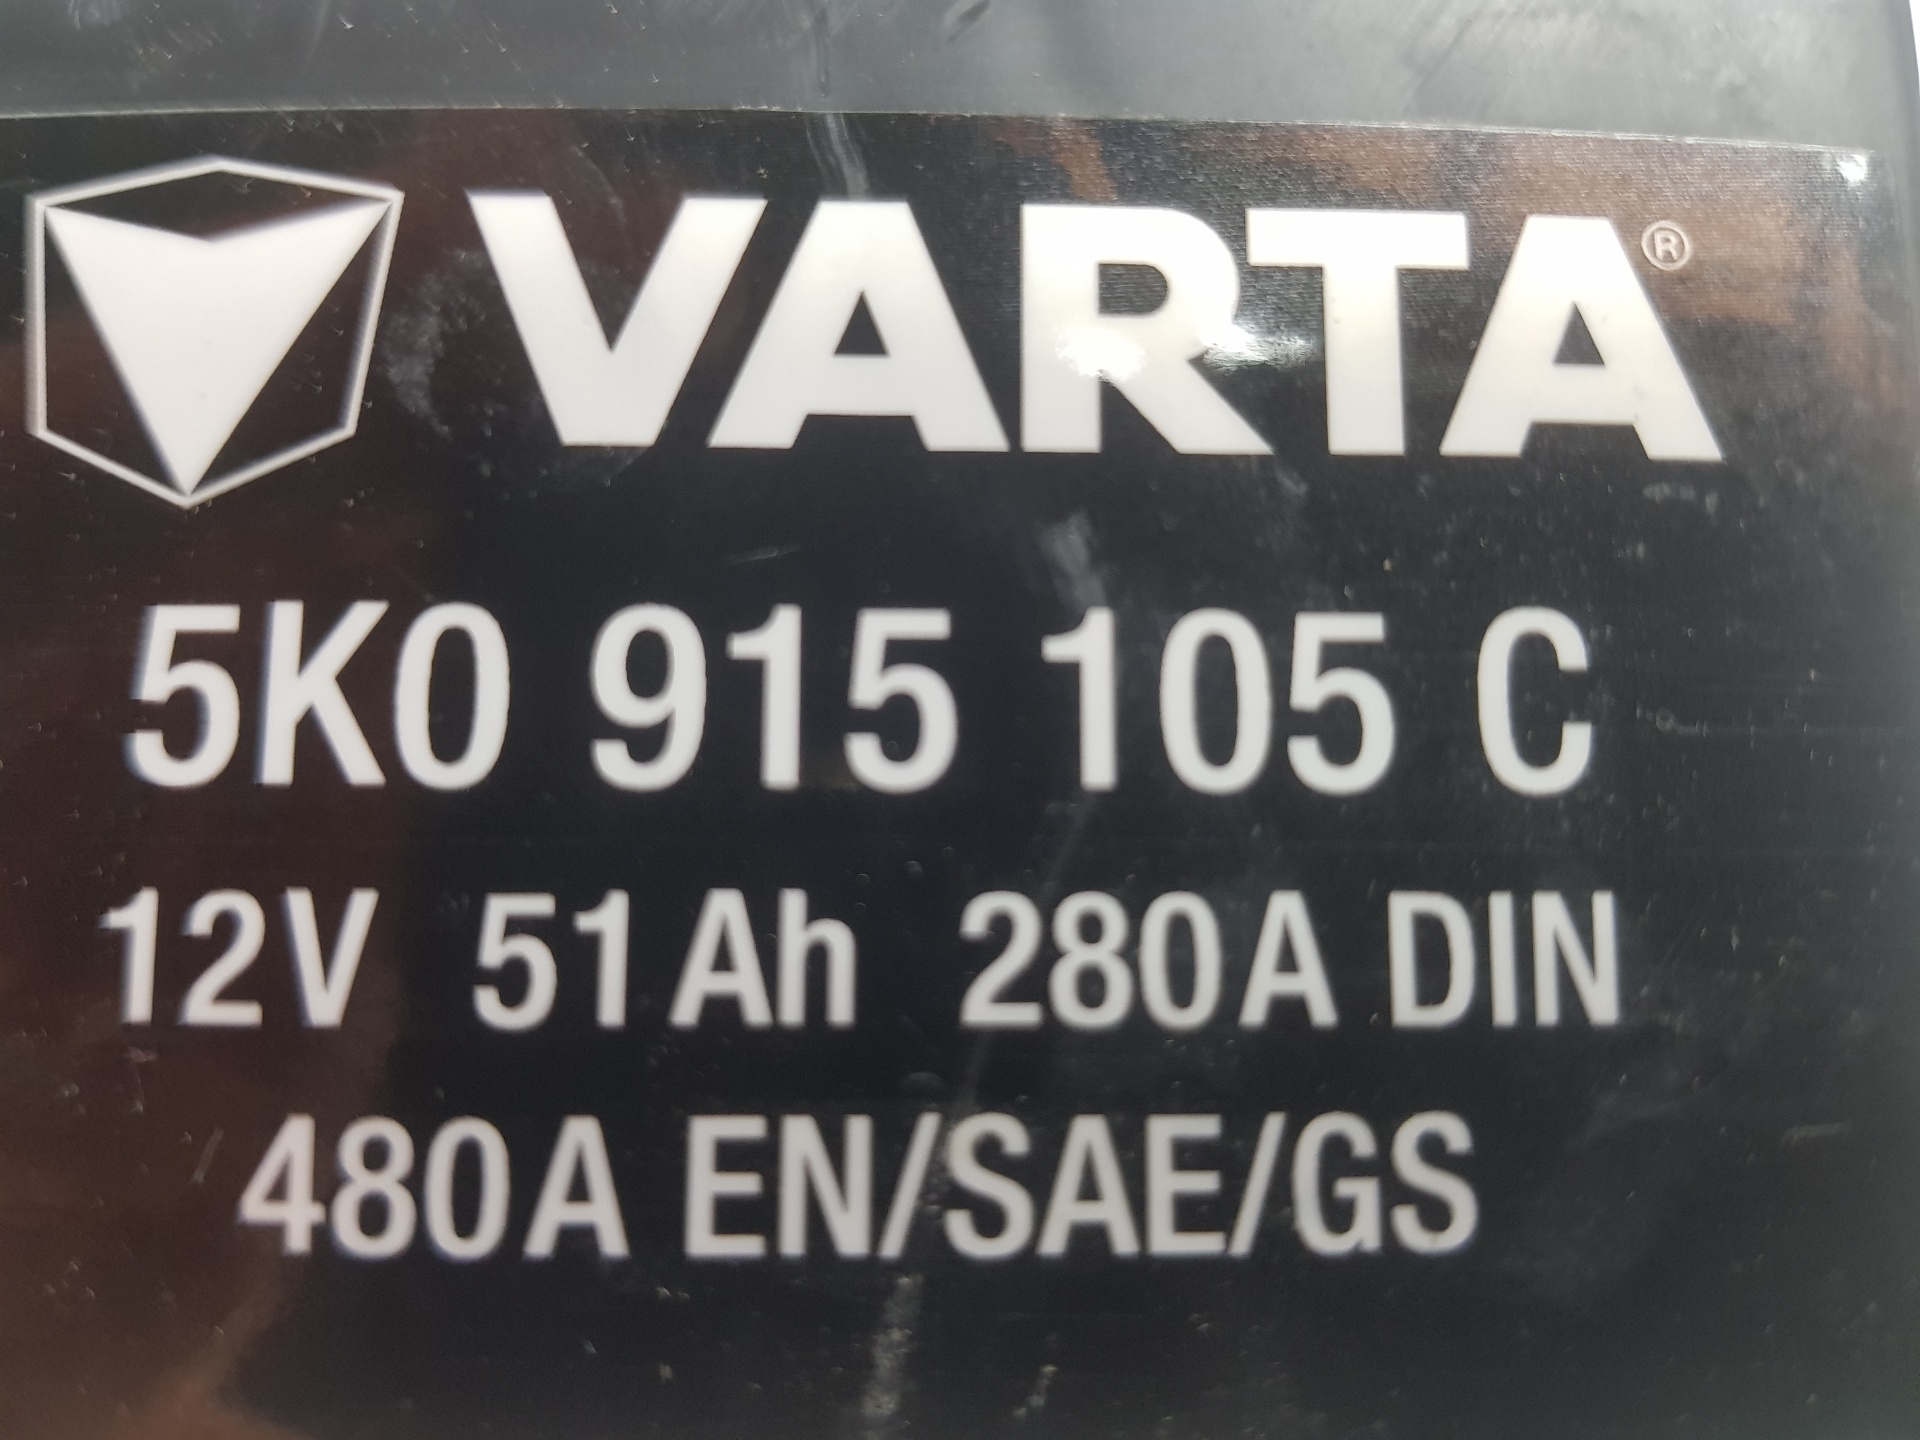 VARTA®
5K0 915 105 C
12V 51Ah 280A DIN
480A EN/SAE/GS